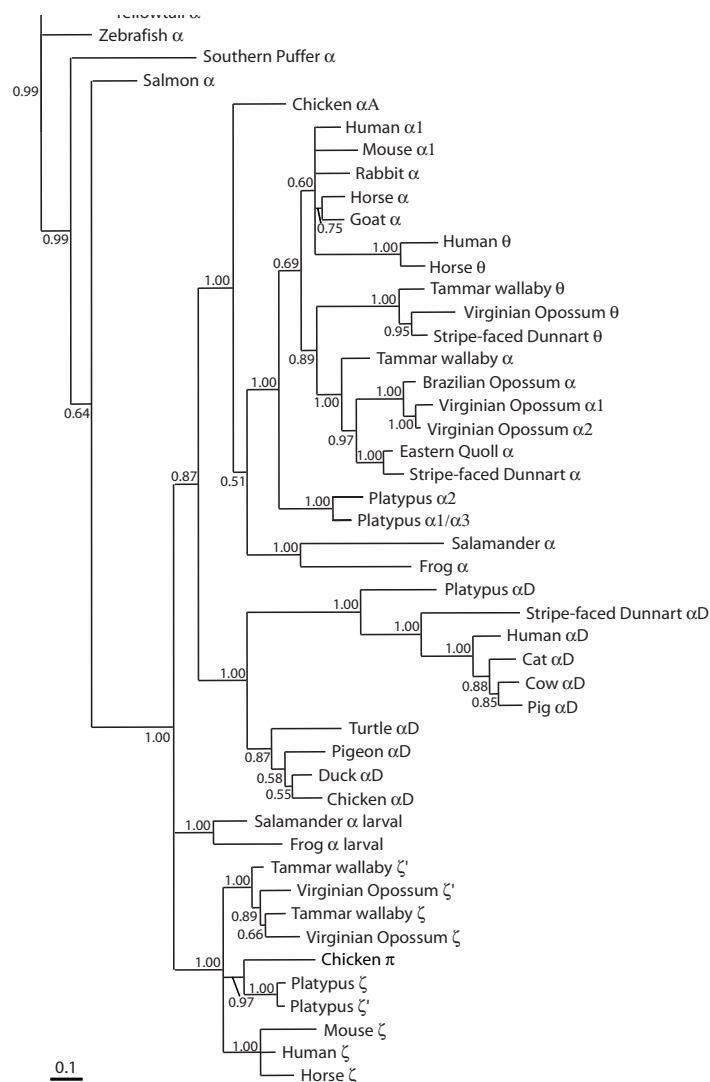 Yellowtail α
Zebrafish α
Southern Puffer α
0.99
Salmon α
Chicken αA
Human α1
Mouse α1
Rabbit α
0.60
Horse α
Goat α
0.75
0.99
Human θ
1.00
Horse θ
0.69
1.00
Tammar wallaby θ
1.00
Virginian Opossum θ
0.95
Stripe-faced Dunnart θ
0.89
Tammar wallaby α
1.00
Brazilian Opossum α
1.00
Virginian Opossum α1
1.00
0.64
1.00
Virginian Opossum α2
0.97
Eastern Quoll α
1.00
0.87
0.51
Stripe-faced Dunnart α
Platypus α2
1.00
Platypus α1/α3
Salamander α
1.00
Frog α
Platypus αD
1.00
Stripe-faced Dunnart αD
1.00
Human αD
1.00
Cat αD
1.00
0.88
Cow αD
0.85
Pig αD
Turtle αD
1.00
0.87
Pigeon αD
0.58
Duck αD
0.55
Chicken αD
Salamander α larval
1.00
Frog α larval
Tammar wallaby ζ'
1.00
Virginian Opossum ζ'
0.89
Tammar wallaby ζ
0.66
Virginian Opossum ζ
1.00
Chicken π
Platypus ζ
1.00
0.97
Platypus ζ'
Mouse ζ
1.00
Human ζ
0.1
Horse ζ